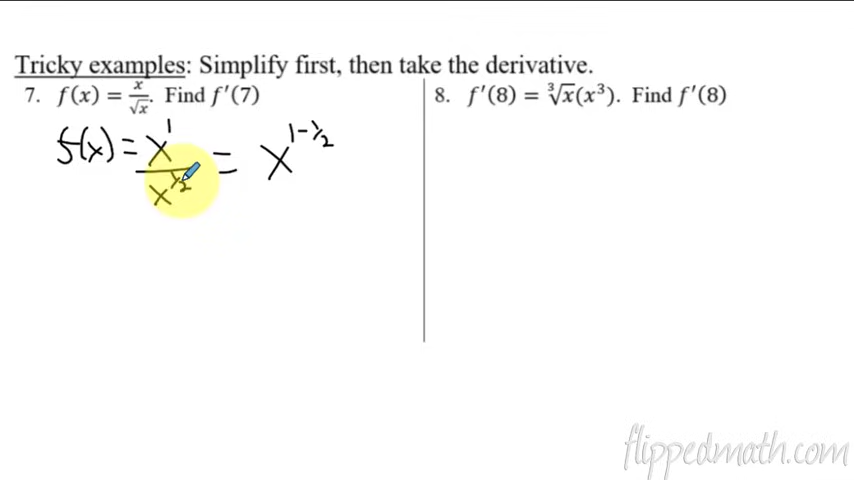 Tricky examples: Simplify first, then take the derivative.
7. f(x) = x/√x. Find f′(7)
f(x) = x^1/x^(1/2) = x^(1-1/2)
8. f′(8) = ∛x(x³). Find f′(8)
flippedmath.com